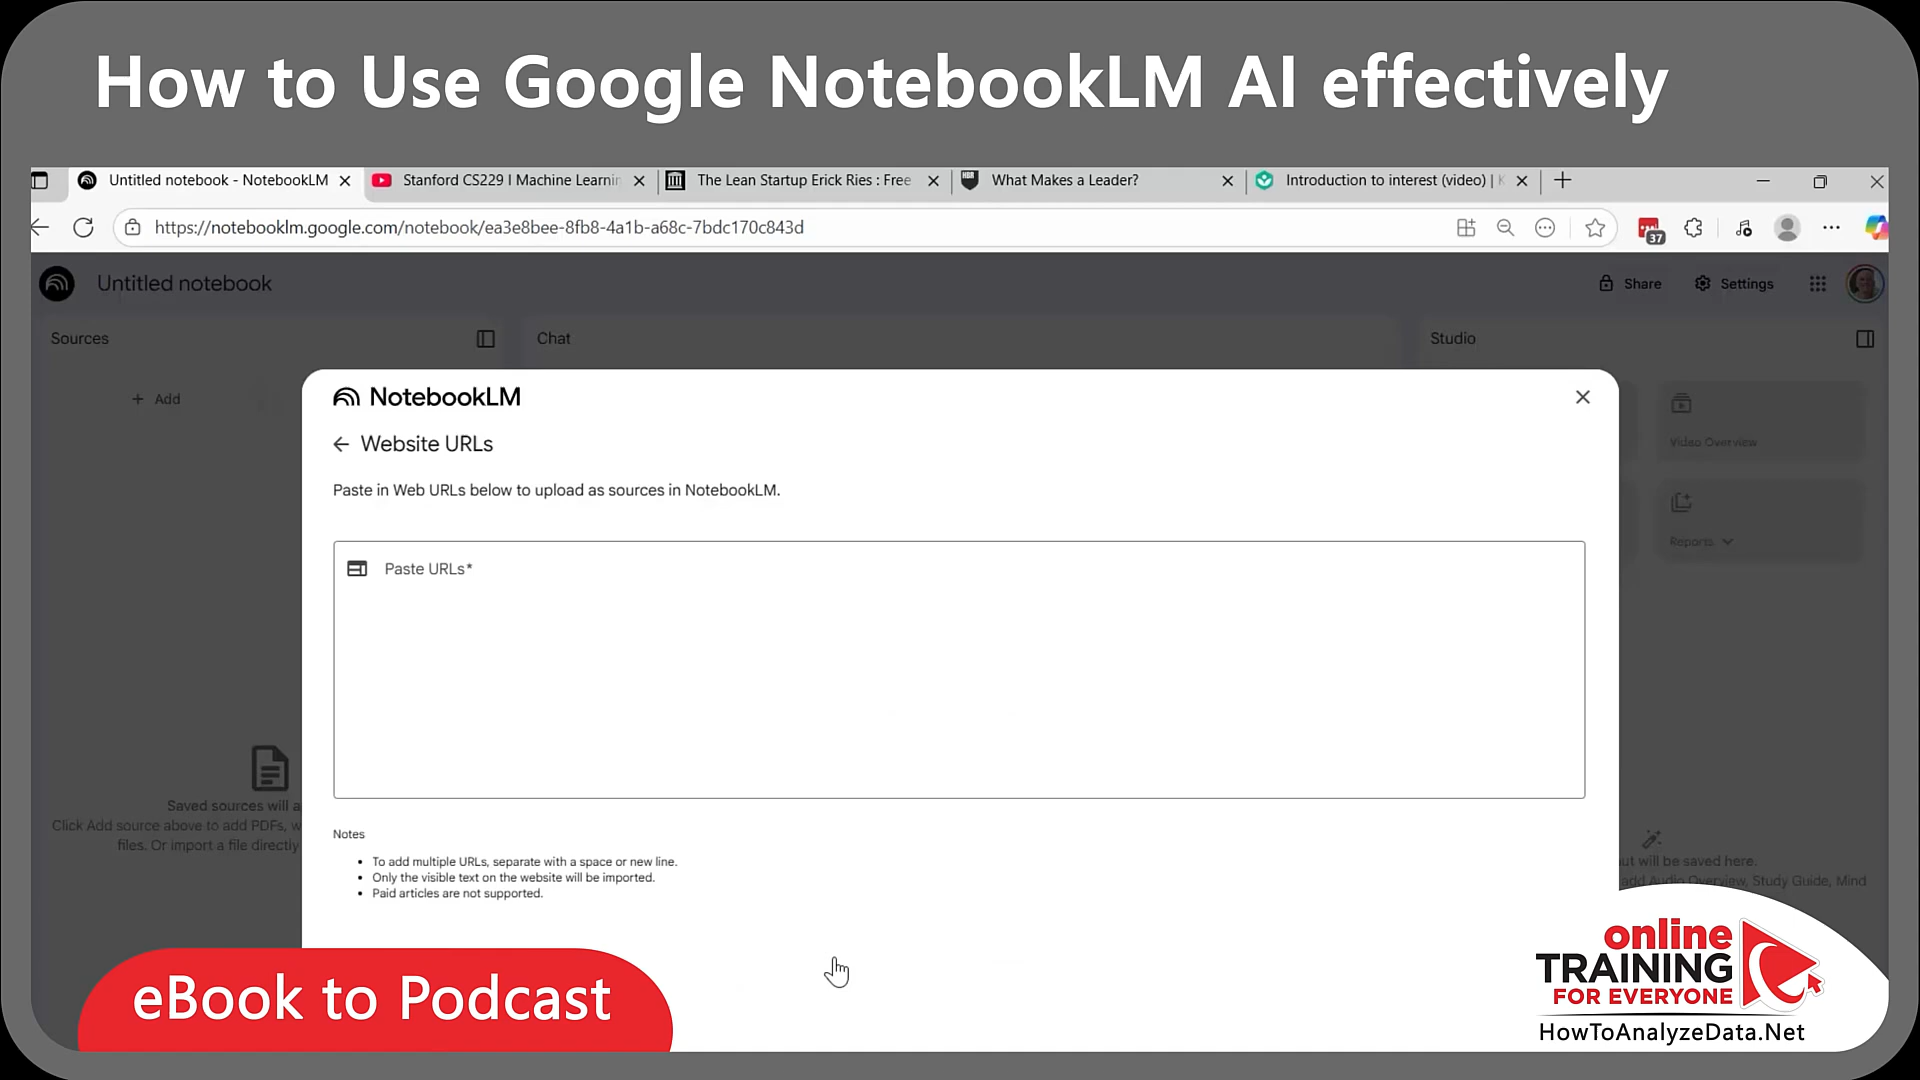 How to Use Google NotebookLM AI effectively
Untitled notebook - NotebookLM
Stanford CS229 I Machine Learnin
The Lean Startup Erick Ries : Free
HBR
What Makes a Leader?
Introduction to interest (video) | K
https://notebooklm.google.com/notebook/ea3e8bee-8fb8-4a1b-a68c-7bdc170c843d
37
Untitled notebook
Share
Settings
Sources
Chat
Studio
+ Add
NotebookLM
Website URLs
Paste in Web URLs below to upload as sources in NotebookLM.
Paste URLs*
Video Overview
Reports
Notes
• To add multiple URLs, separate with a space or new line.
• Only the visible text on the website will be imported.
• Paid articles are not supported.
Saved sources will a
Click Add source above to add PDFs, w
files. Or import a file directly
ut will be saved here.
add Audio Overview, Study Guide, Mind
eBook to Podcast
online
TRAINING
FOR EVERYONE
HowToAnalyzeData.Net